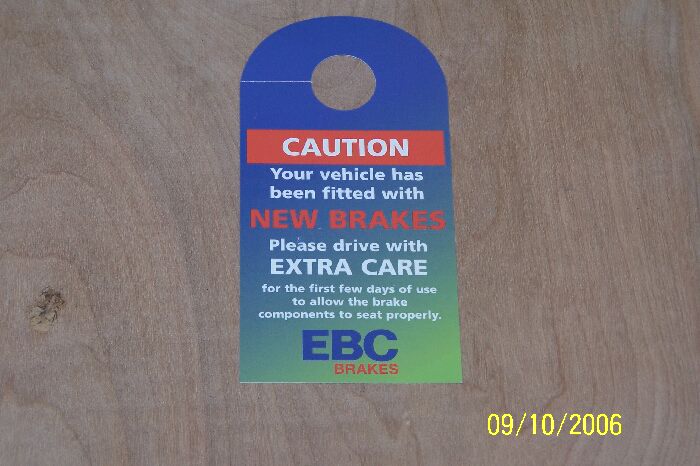 CAUTION
Your vehicle has
been fitted with
NEW BRAKES
Please drive with
EXTRA CARE
for the first few days of use
to allow the brake
components to seat properly.
EBC
BRAKES
09/10/2006